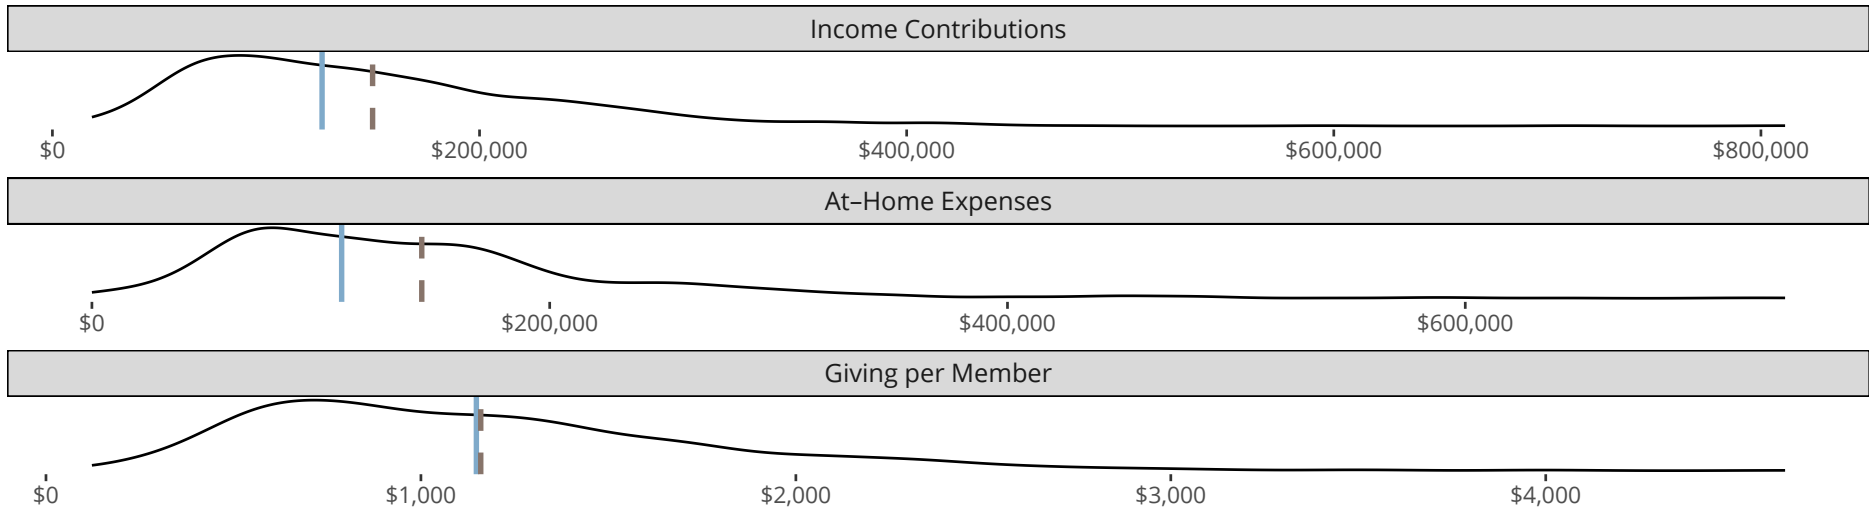 Income Contributions
$0 $200,000 $400,000 $600,000 $800,000
At–Home Expenses
$0 $200,000 $400,000 $600,000
Giving per Member
$0 $1,000 $2,000 $3,000 $4,000